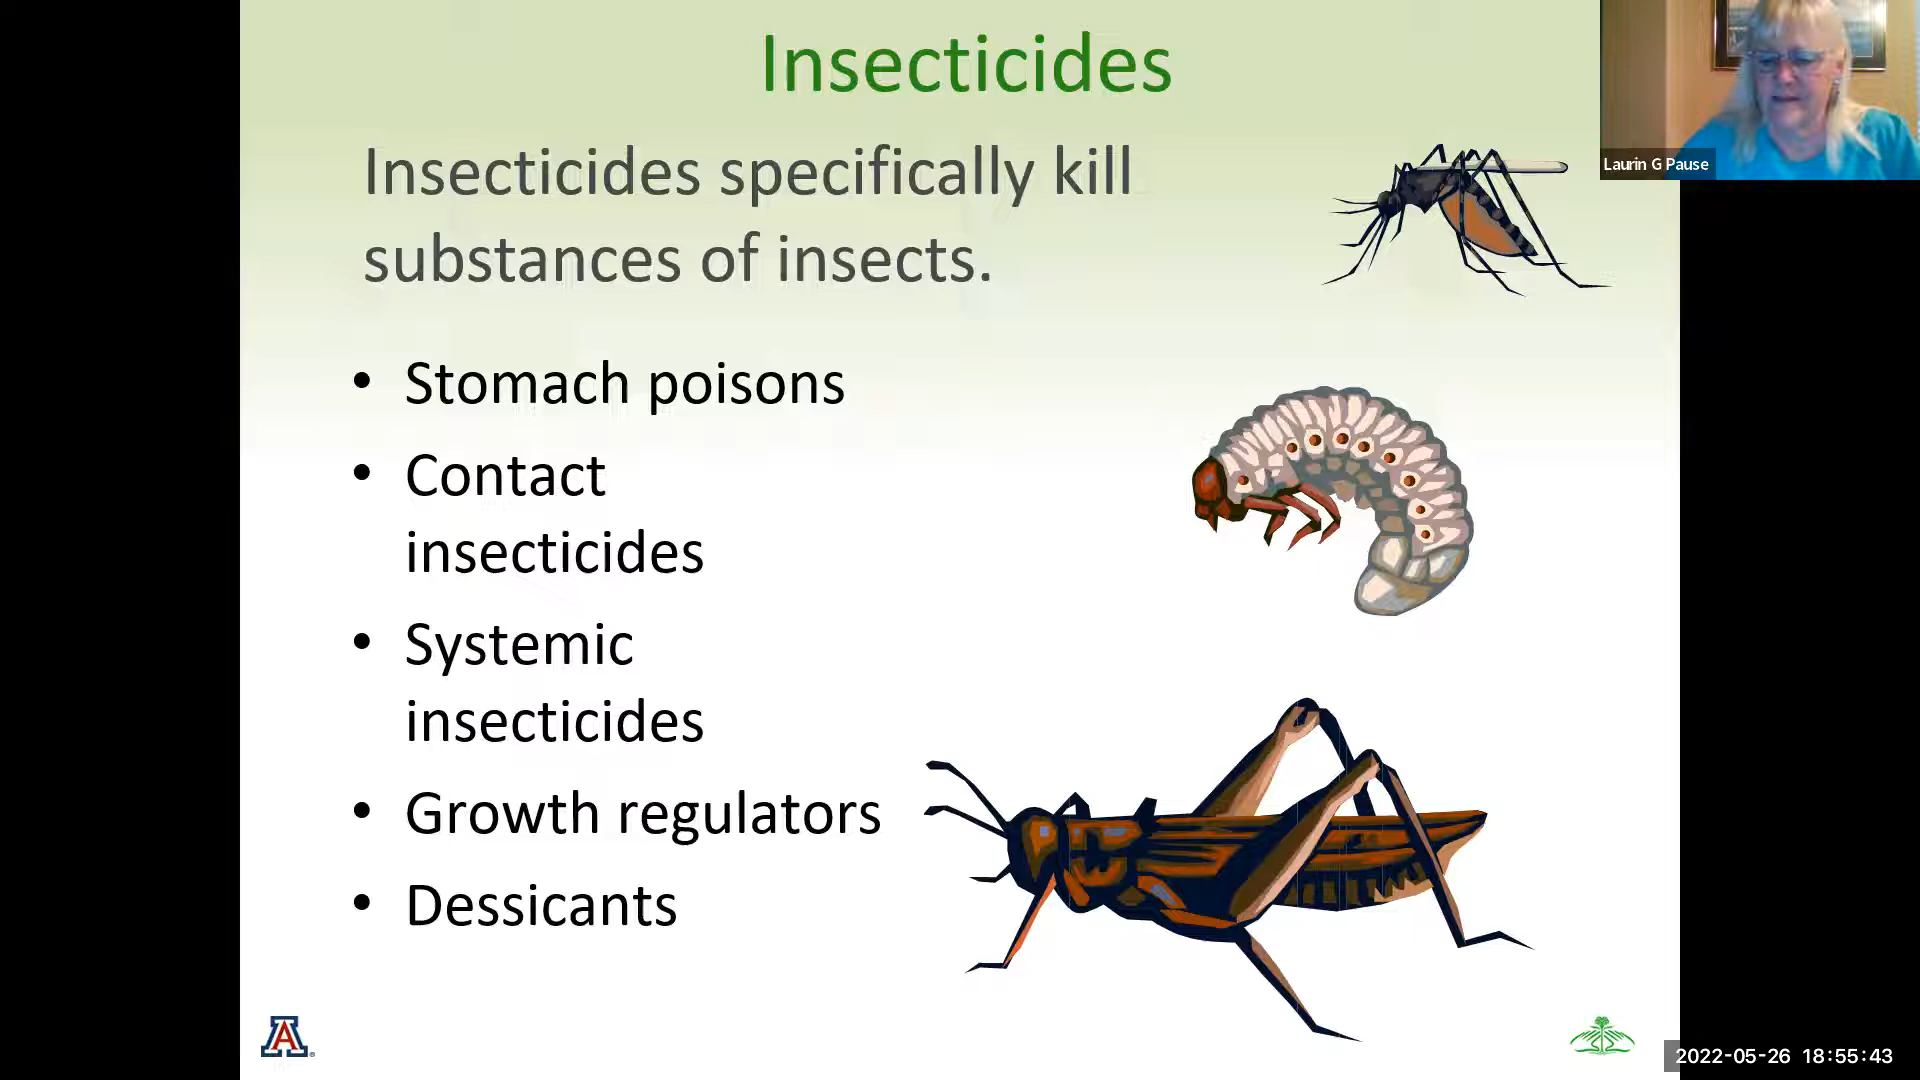 Insecticides
Insecticides specifically kill
substances of insects.
• Stomach poisons
• Contact
insecticides
• Systemic
insecticides
• Growth regulators
• Dessicants
Laurin G Pause
A
2022-05-26 18:55:43